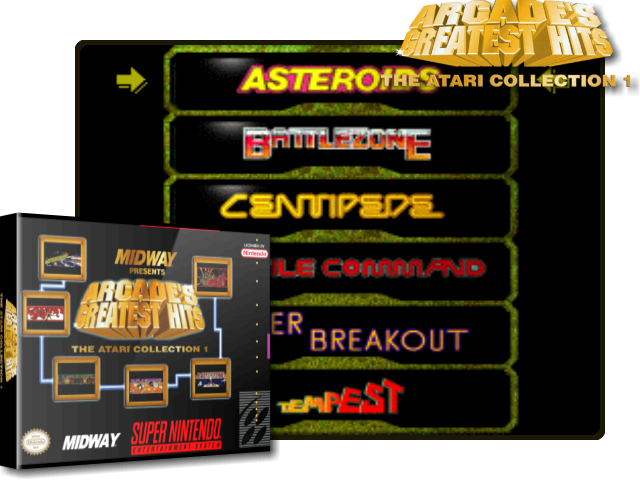 ARCADE'S
GREATEST HITS
THE ATARI COLLECTION 1
ASTEROIDS
BATTLEZONE
CENTIPEDE
ILE COMMAND
ER BREAKOUT
TEMPEST
LICENSED BY
Nintendo
MIDWAY
PRESENTS
ARCADE'S
GREATEST HITS
THE ATARI COLLECTION 1
MIDWAY
SUPER NINTENDO
ENTERTAINMENT SYSTEM